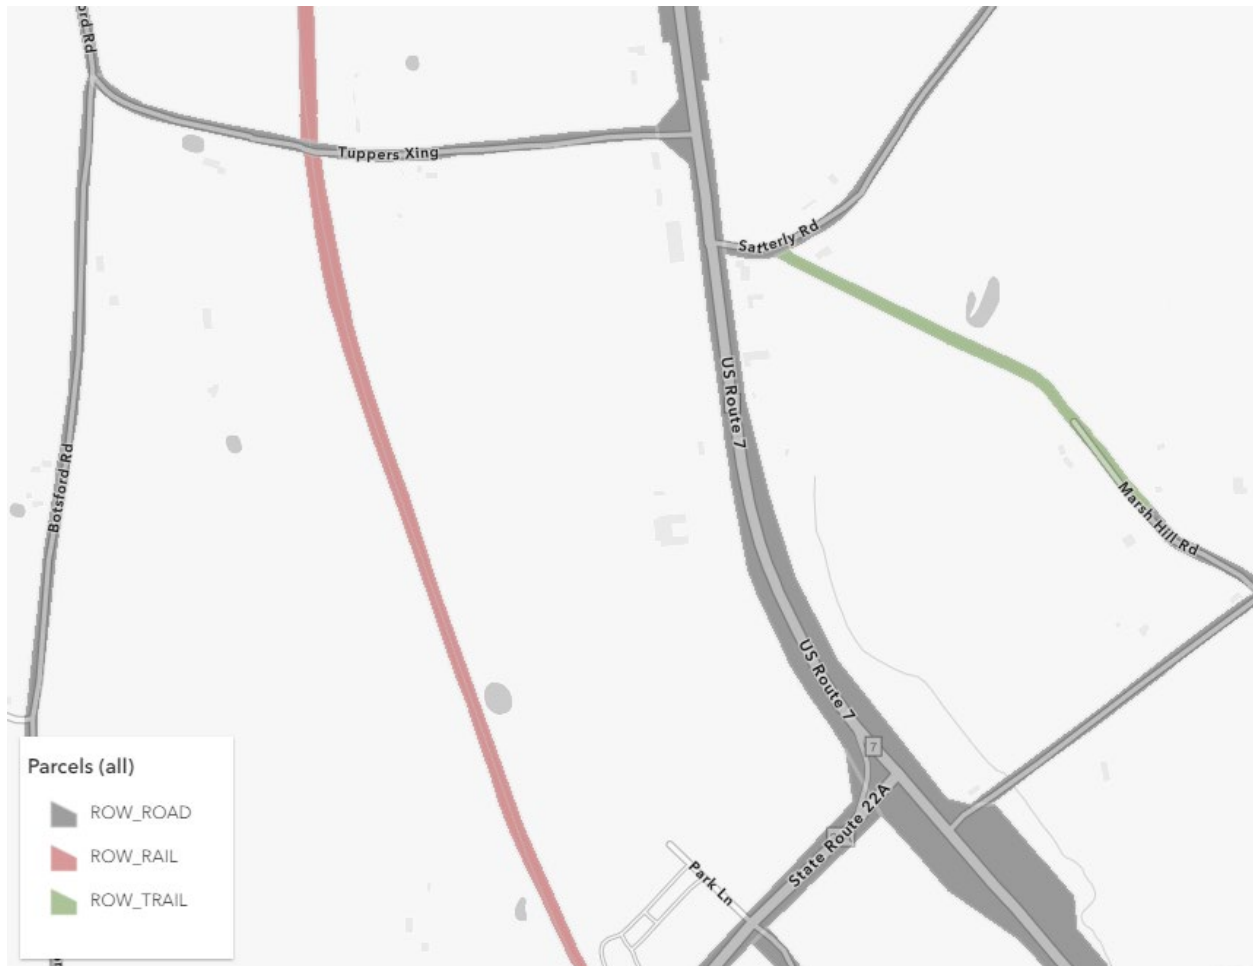 ord Rd
Tuppers Xing
Satterly Rd
US Route 7
Botsford Rd
Marsh Hill Rd
US Route 7
7
State Route 22A
Park Ln
Parcels (all)
ROW_ROAD
ROW_RAIL
ROW_TRAIL